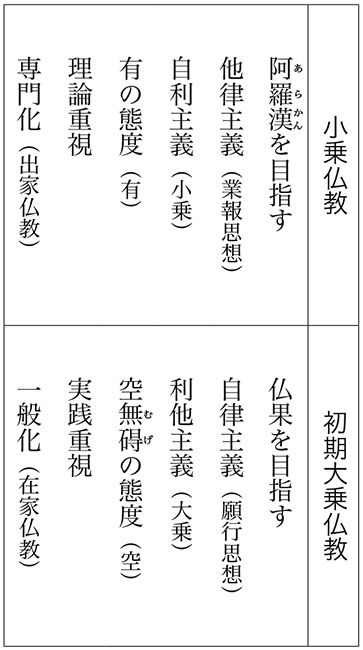 小乗仏教
阿羅漢を目指す
あらかん
他律主義(業報思想)
自利主義(小乗)
有の態度(有)
理論重視
専門化(出家仏教)
初期大乗仏教
仏果を目指す
自律主義(願行思想)
利他主義(大乗)
空無碍の態度(空)
むげ
実践重視
一般化(在家仏教)